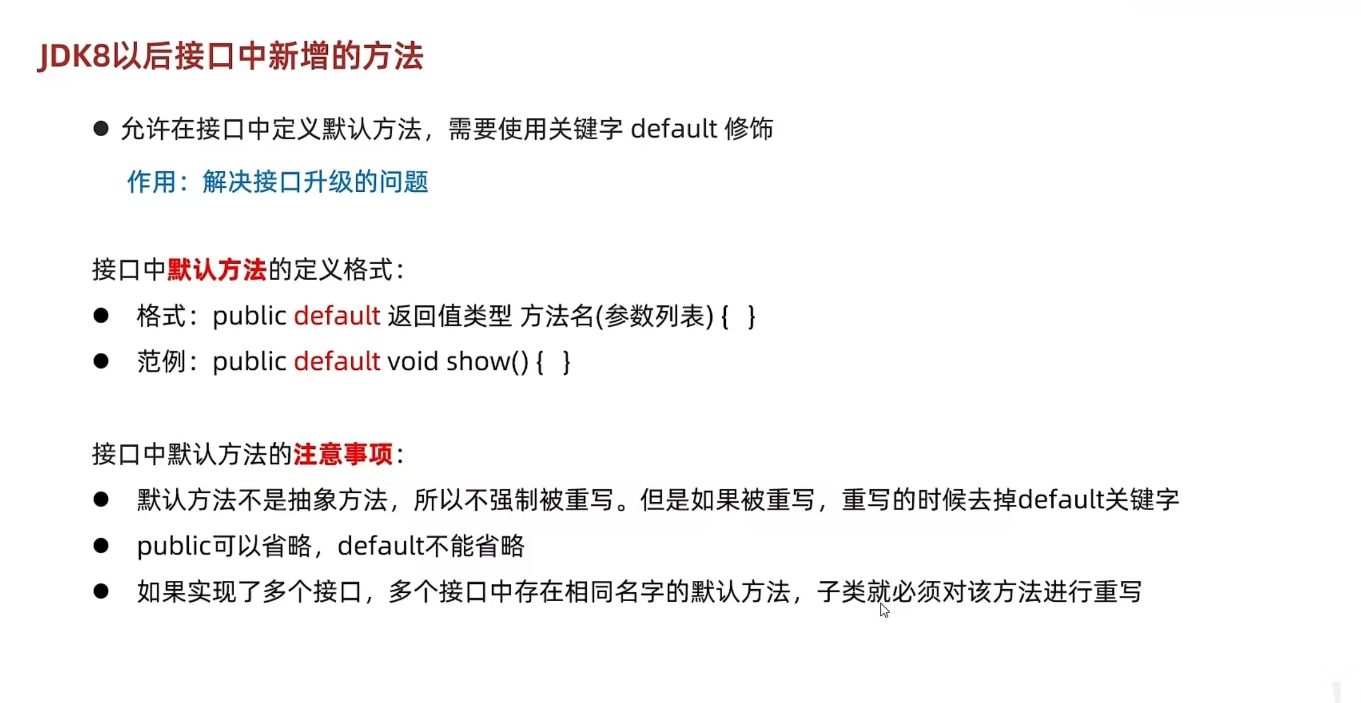 JDK8以后接口中新增的方法
● 允许在接口中定义默认方法，需要使用关键字 default 修饰
作用：解决接口升级的问题
接口中默认方法的定义格式：
● 格式：public default 返回值类型 方法名(参数列表) { }
● 范例：public default void show() { }
接口中默认方法的注意事项：
● 默认方法不是抽象方法，所以不强制被重写。但是如果被重写，重写的时候去掉default关键字
● public可以省略，default不能省略
● 如果实现了多个接口，多个接口中存在相同名字的默认方法，子类就必须对该方法进行重写